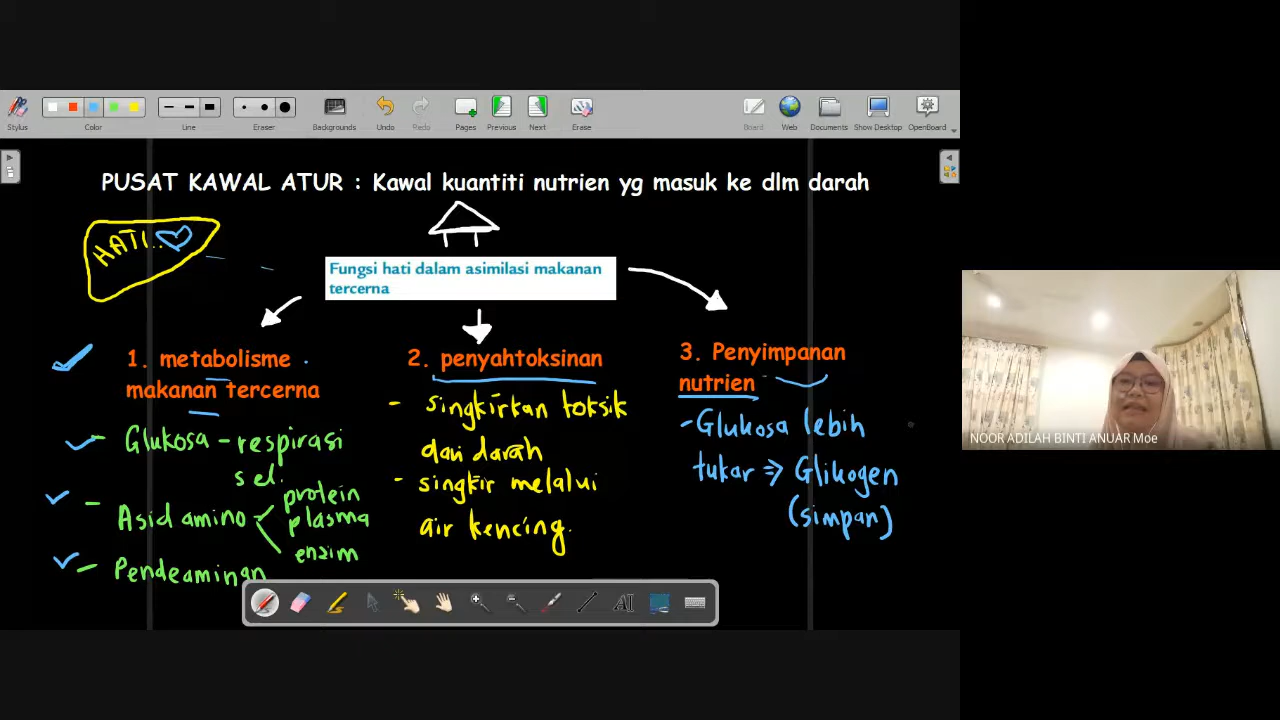 Stylus
Color
Line
Eraser
Backgrounds
Undo
Redo
Pages
Previous
Next
Erase
Board
Web
Documents
Show Desktop
OpenBoard
PUSAT KAWAL ATUR : Kawal kuantiti nutrien yg masuk ke dlm darah
HATI..
Fungsi hati dalam asimilasi makanan
tercerna
1. metabolisme
makanan tercerna
- Glukosa - respirasi
sel.
- Asid amino
protein
plasma
enzim
- Pendeaminan
2. penyahtoksinan
- singkirkan toksik
dari darah
- singkir melalui
air kencing.
3. Penyimpanan
nutrien
- Glukosa lebih
tukar => Glikogen
(simpan)
AI
NOOR ADILAH BINTI ANUAR Moe